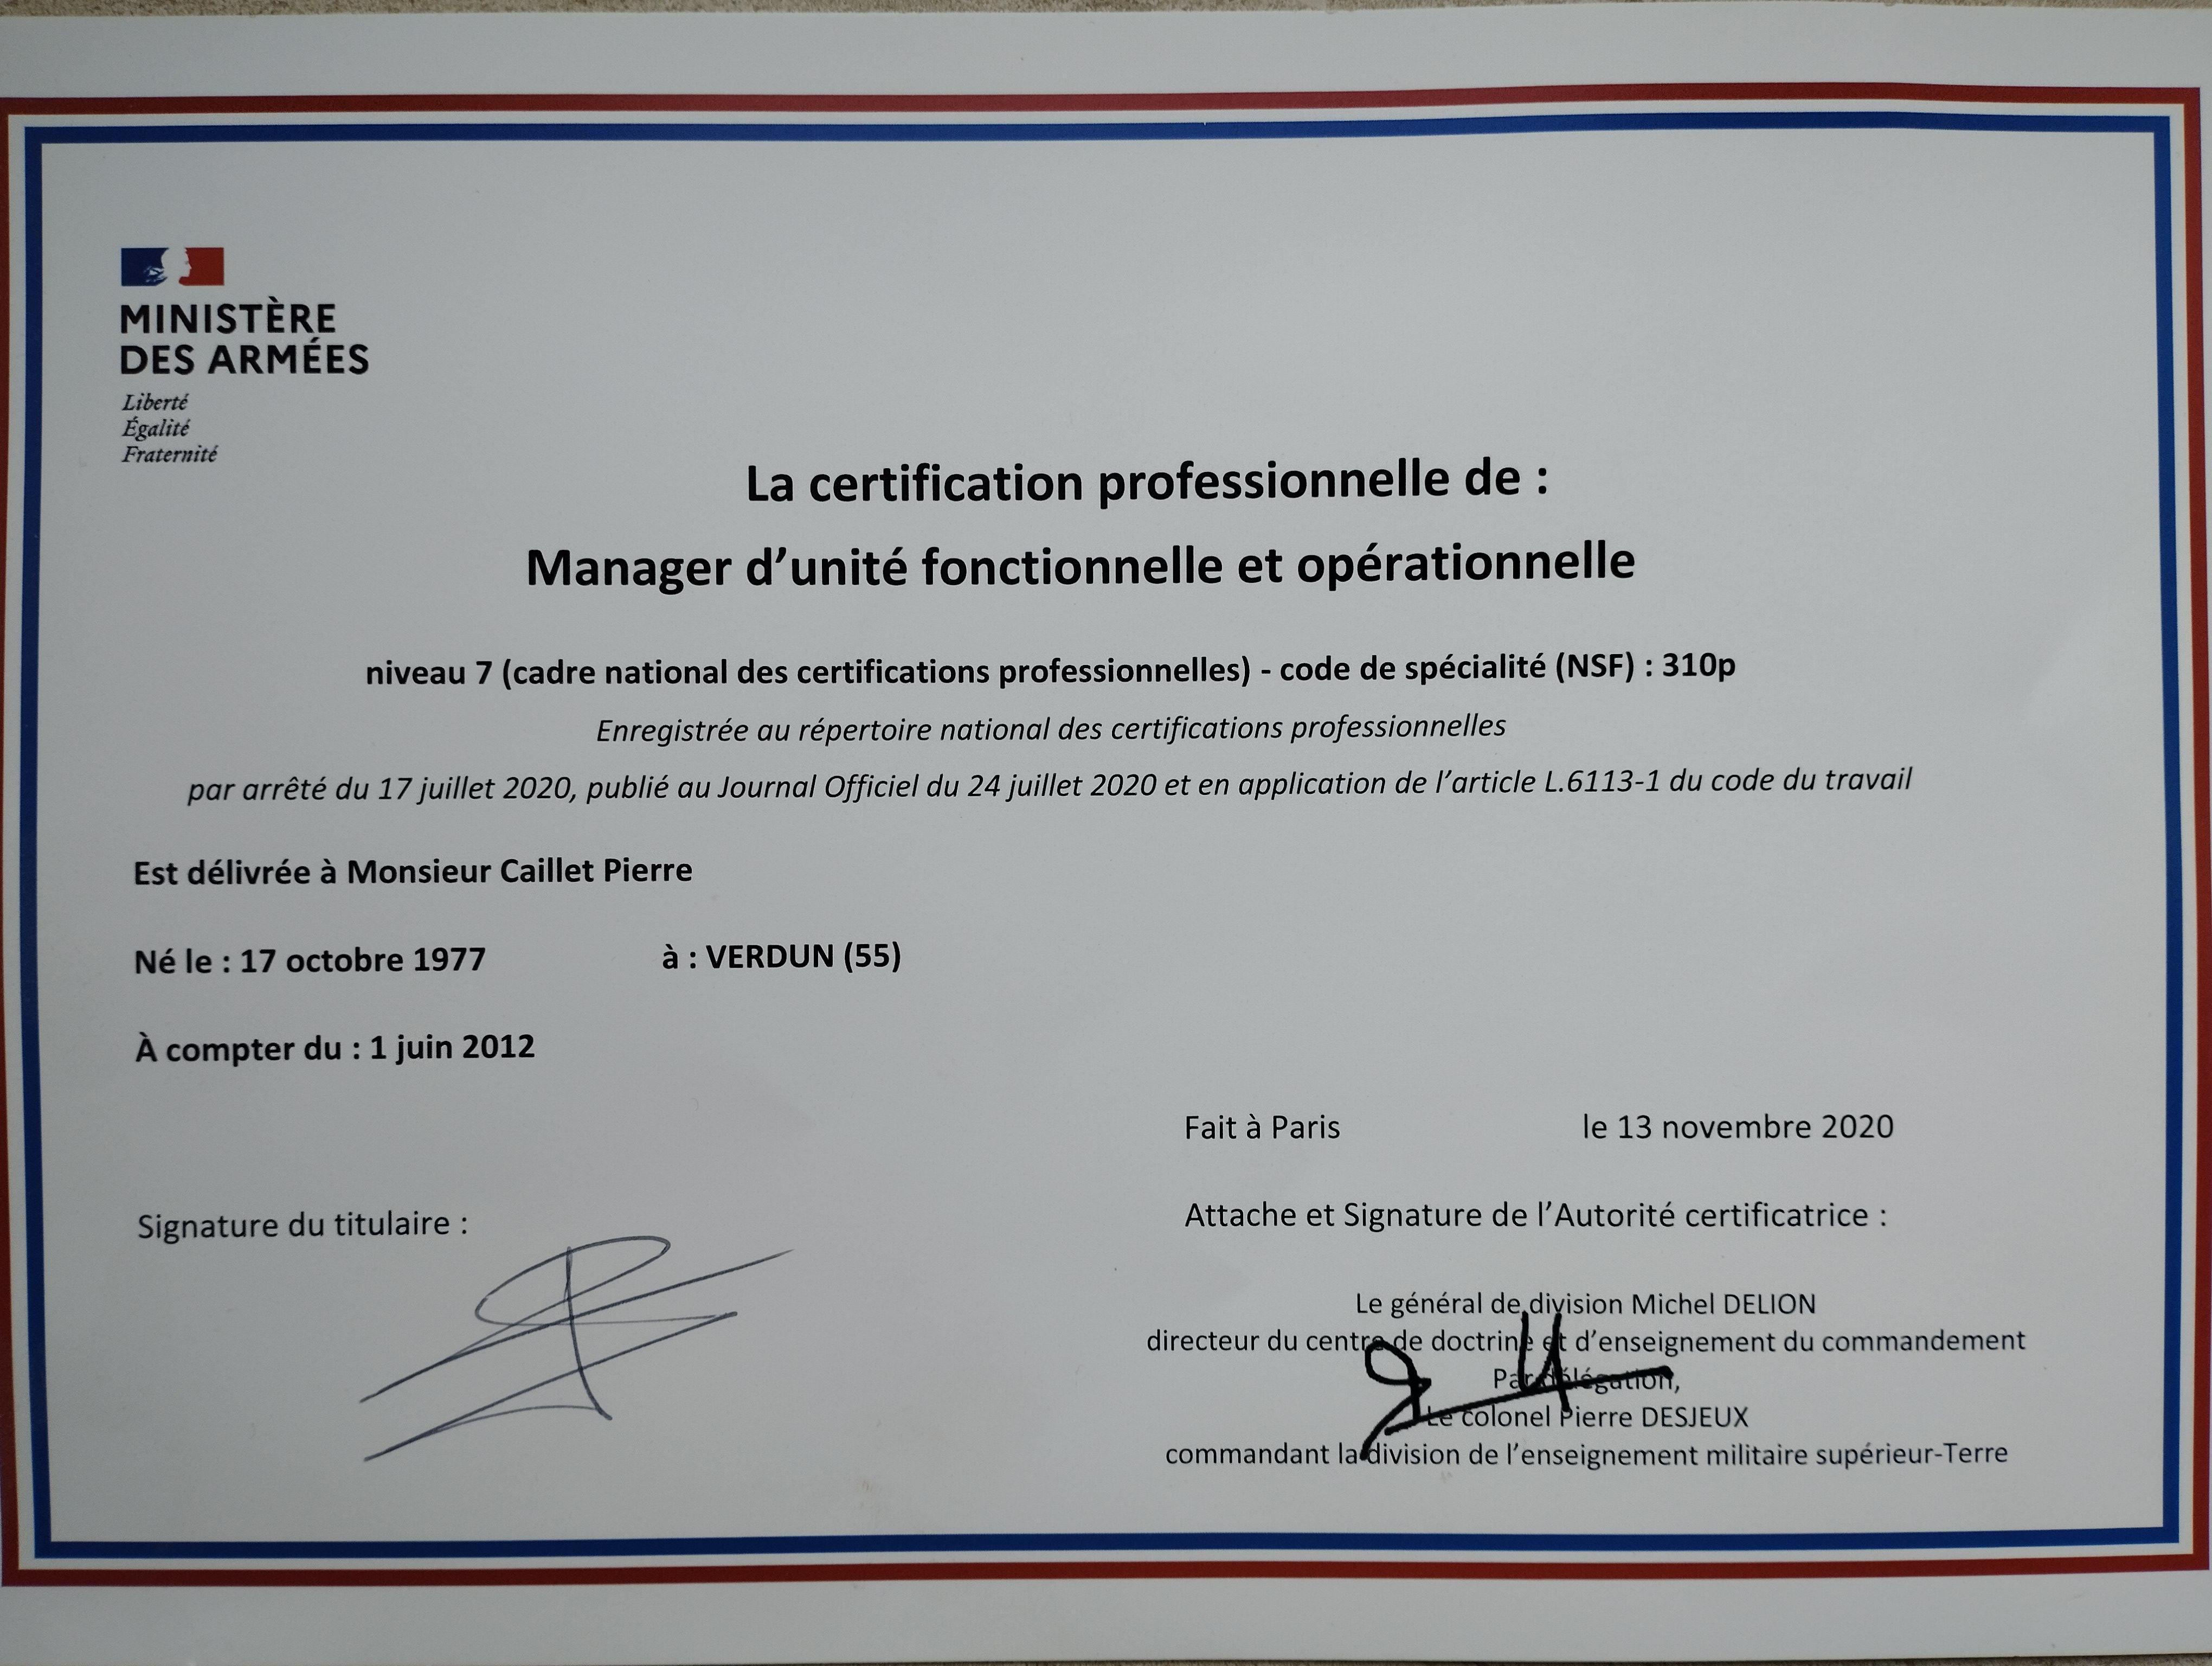 MINISTÈRE
DES ARMÉES
Liberté
Égalité
Fraternité
La certification professionnelle de :
Manager d’unité fonctionnelle et opérationnelle
niveau 7 (cadre national des certifications professionnelles) - code de spécialité (NSF) : 310p
Enregistrée au répertoire national des certifications professionnelles
par arrêté du 17 juillet 2020, publié au Journal Officiel du 24 juillet 2020 et en application de l’article L.6113-1 du code du travail
Est délivrée à Monsieur Caillet Pierre
Né le : 17 octobre 1977 à : VERDUN (55)
À compter du : 1 juin 2012
Fait à Paris le 13 novembre 2020
Signature du titulaire :
Attache et Signature de l’Autorité certificatrice :
Le général de division Michel DELION
directeur du centre de doctrine et d’enseignement du commandement
Par délégation,
Le colonel Pierre DESJEUX
commandant la division de l’enseignement militaire supérieur-Terre